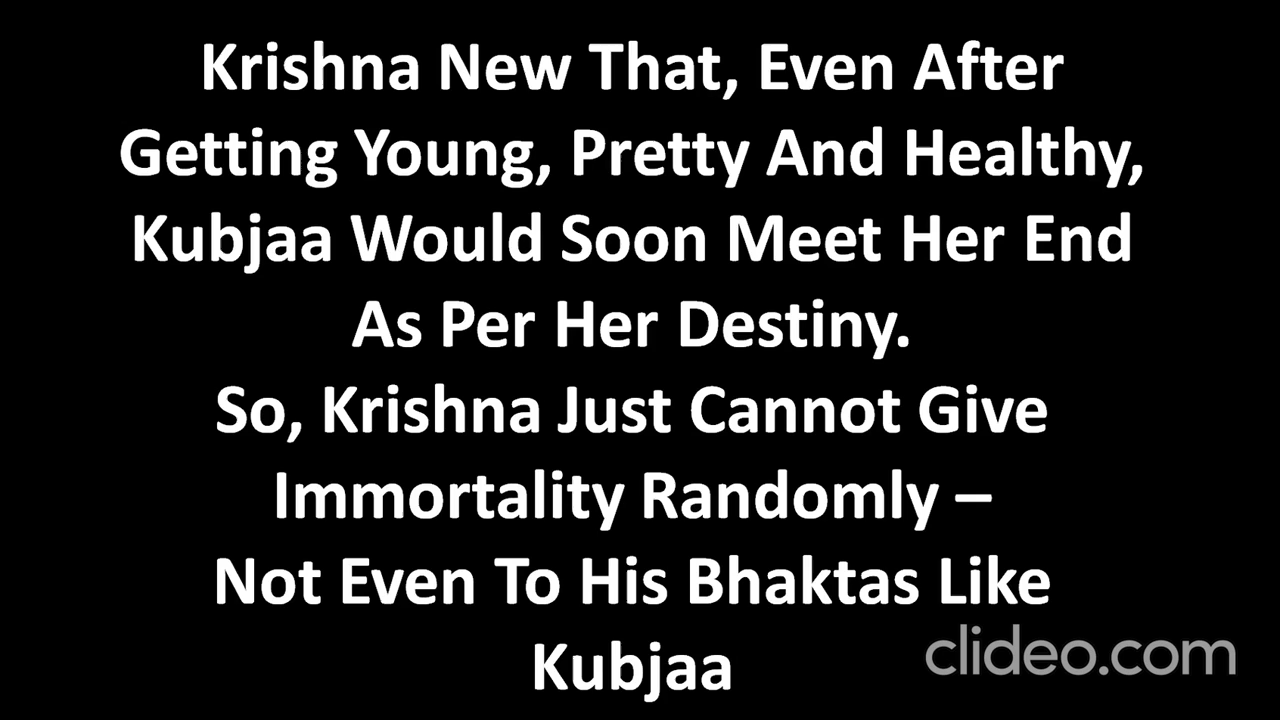 Krishna New That, Even After
Getting Young, Pretty And Healthy,
Kubjaa Would Soon Meet Her End
As Per Her Destiny.
So, Krishna Just Cannot Give
Immortality Randomly –
Not Even To His Bhaktas Like
Kubjaa
clideo.com